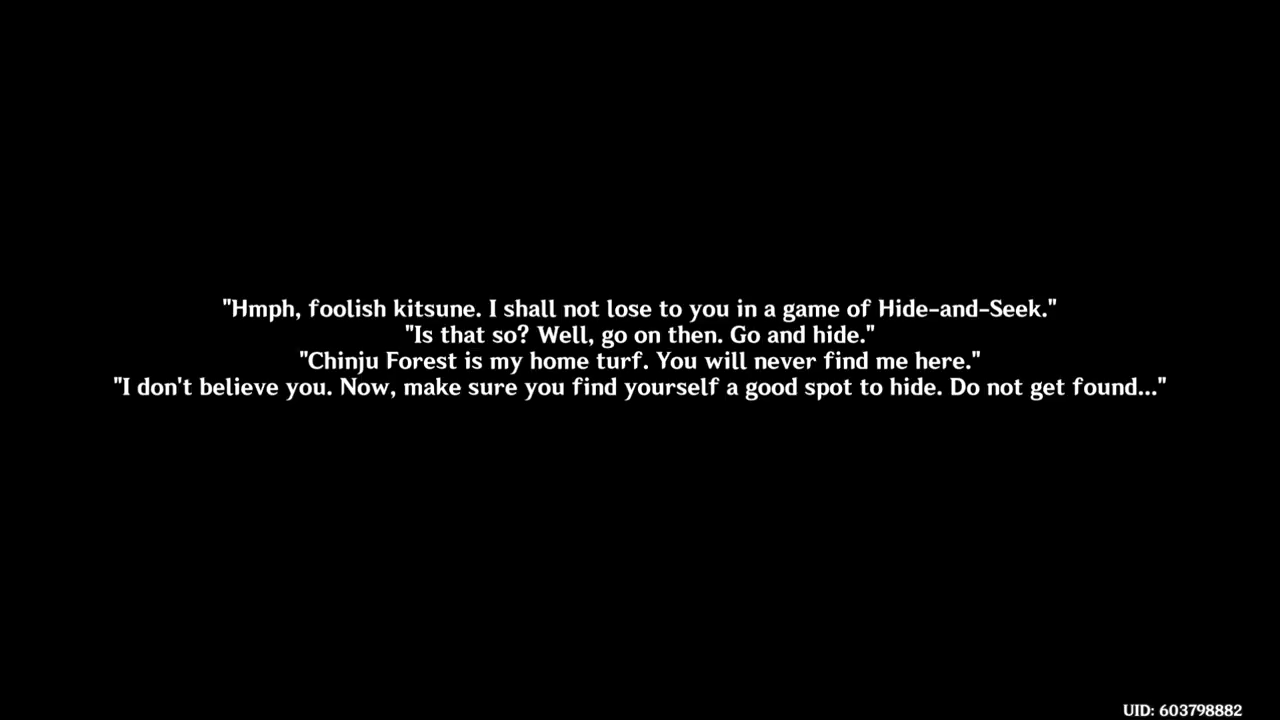 "Hmph, foolish kitsune. I shall not lose to you in a game of Hide-and-Seek."
"Is that so? Well, go on then. Go and hide."
"Chinju Forest is my home turf. You will never find me here."
"I don't believe you. Now, make sure you find yourself a good spot to hide. Do not get found..."
UID: 603798882